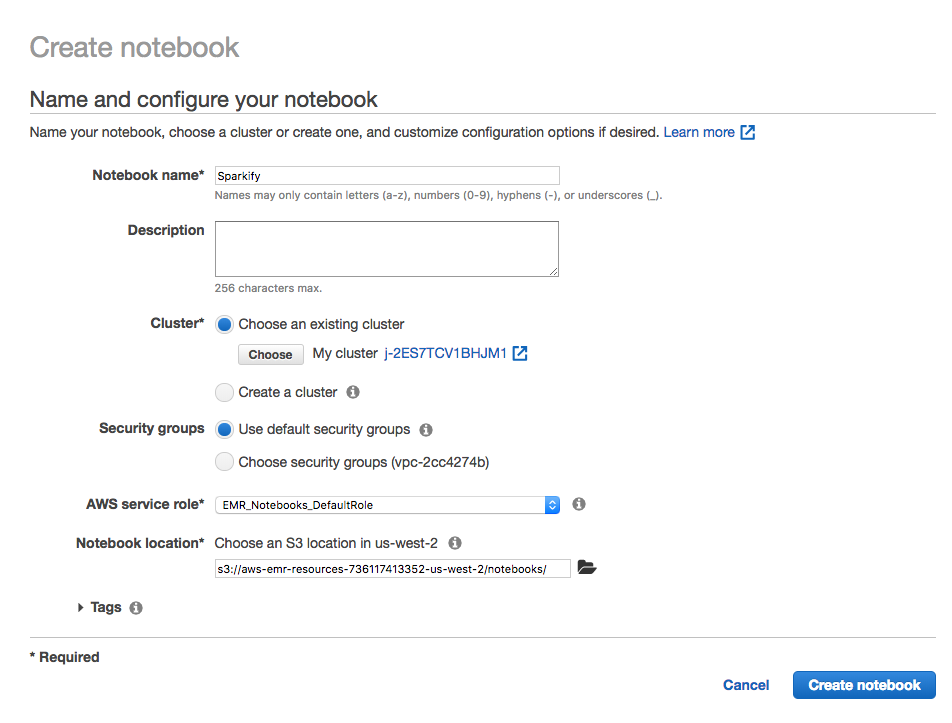 Create notebook
Name and configure your notebook
Name your notebook, choose a cluster or create one, and customize configuration options if desired. Learn more
Notebook name* Sparkify
Names may only contain letters (a-z), numbers (0-9), hyphens (-), or underscores (_).
Description
256 characters max.
Cluster* Choose an existing cluster
Choose My cluster j-2ES7TCV1BHJM1
Create a cluster
Security groups Use default security groups
Choose security groups (vpc-2cc4274b)
AWS service role* EMR_Notebooks_DefaultRole
Notebook location* Choose an S3 location in us-west-2
s3://aws-emr-resources-736117413352-us-west-2/notebooks/
Tags
* Required
Cancel Create notebook